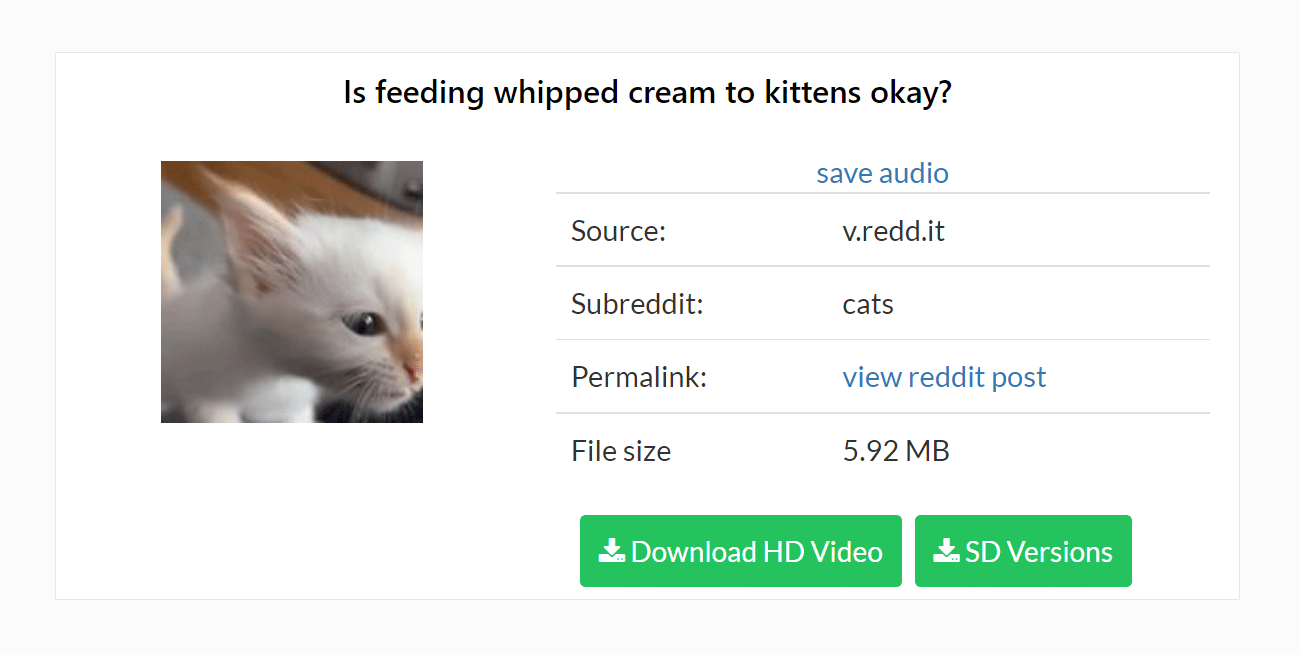 Is feeding whipped cream to kittens okay?
save audio
Source: v.redd.it
Subreddit: cats
Permalink: view reddit post
File size 5.92 MB
Download HD Video SD Versions